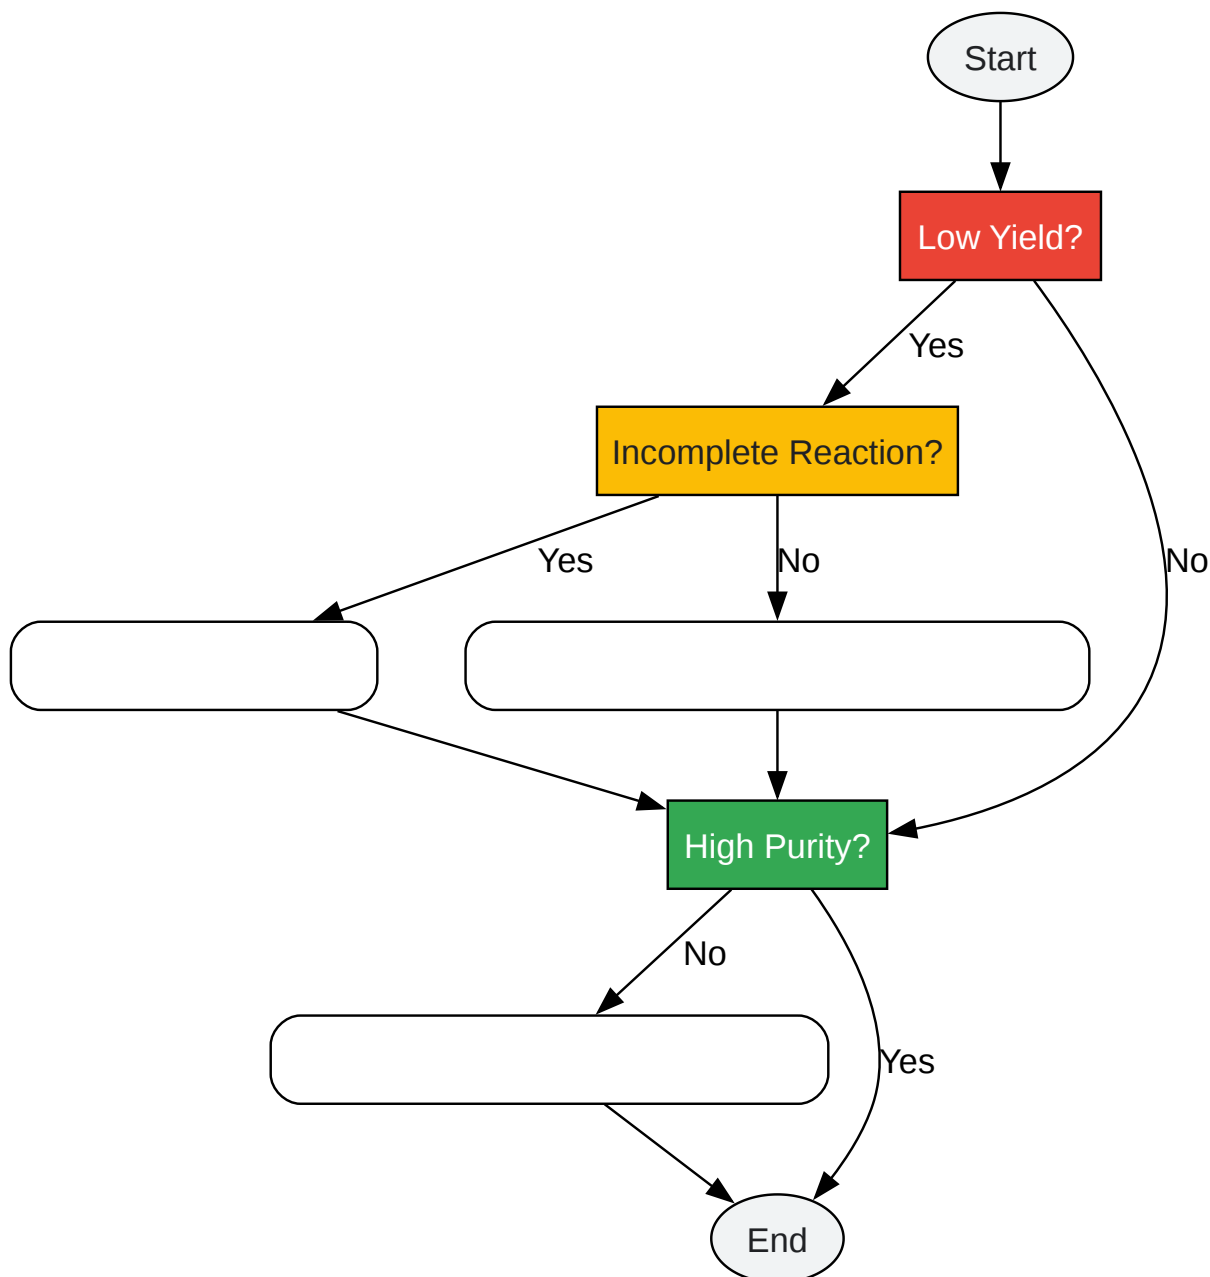 Start
Low Yield?
Yes
Incomplete Reaction?
Yes
No
No
High Purity?
No
Yes
End